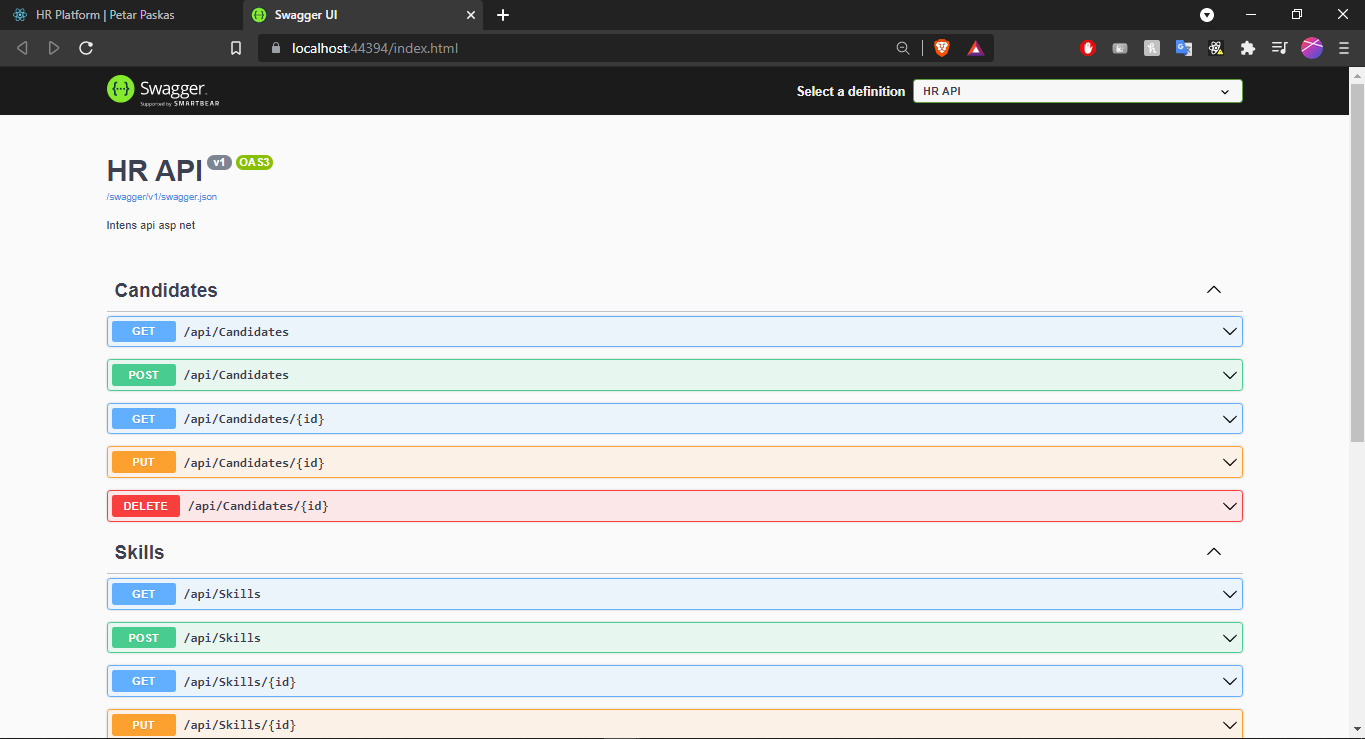 HR Platform | Petar Paskas
Swagger UI
localhost:44394/index.html
Swagger.
Supported by SMARTBEAR
Select a definition
HR API
HR API v1 OAS3
/swagger/v1/swagger.json
Intens api asp net
Candidates
GET /api/Candidates
POST /api/Candidates
GET /api/Candidates/{id}
PUT /api/Candidates/{id}
DELETE /api/Candidates/{id}
Skills
GET /api/Skills
POST /api/Skills
GET /api/Skills/{id}
PUT /api/Skills/{id}